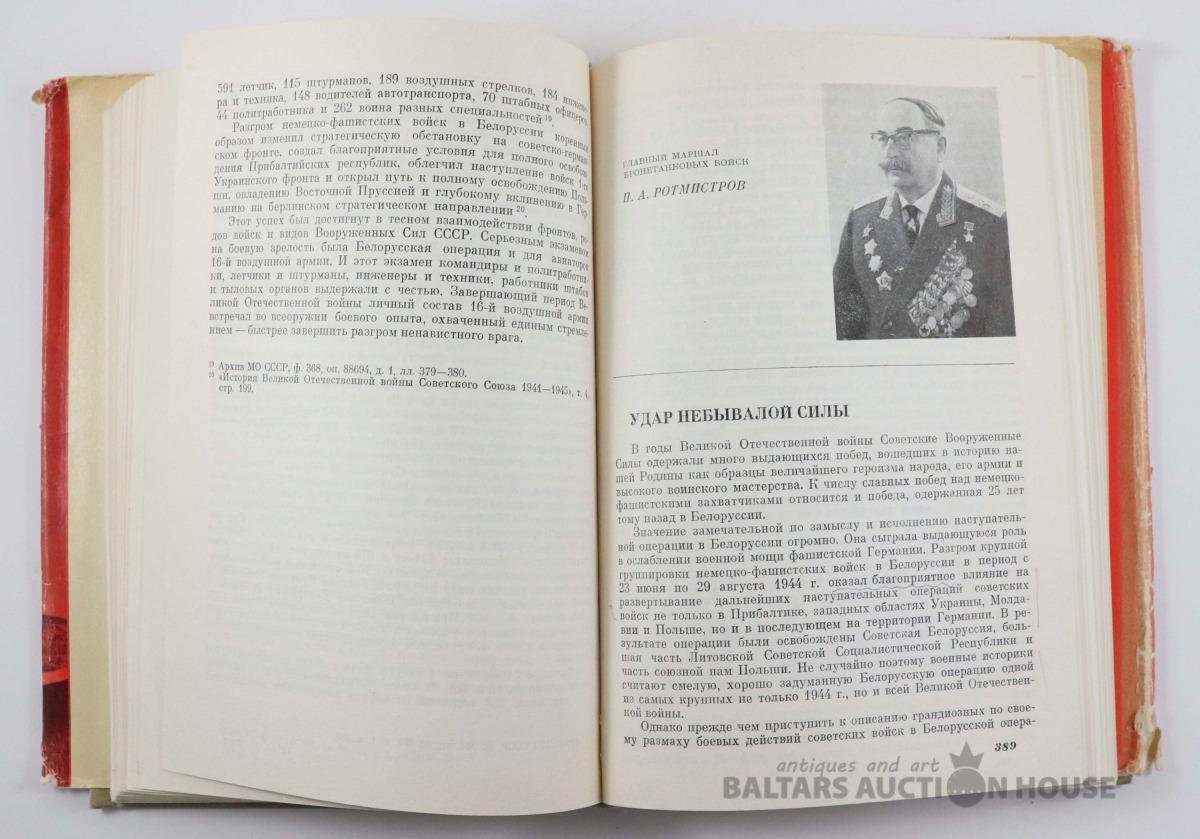 591 летчик, 115 штурманов, 189 воздушных стрелков, 184 инжене-
ра и техника, 148 водителей автотранспорта, 70 штабных офицеров,
44 политработника и 262 воина разных специальностей 19.
Разгром немецко-фашистских войск в Белоруссии коренным
образом изменил стратегическую обстановку на советско-герман-
ском фронте, создал благоприятные условия для полного освобож-
дения Прибалтийских республик, облегчил наступление войск 1-го
Украинского фронта и открыл путь к полному освобождению Поль-
ши, овладению Восточной Пруссией и глубокому вклинению в Гер-
манию на берлинском стратегическом направлении 20.
Этот успех был достигнут в тесном взаимодействии фронтов, ро-
дов войск и видов Вооруженных Сил СССР. Серьезным экзаменом
на боевую зрелость была Белорусская операция и для авиаторов
16-й воздушной армии. И этот экзамен командиры и политработни-
ки, летчики и штурманы, инженеры и техники, работники штабов
и тыловых органов выдержали с честью. Завершающий период Ве-
ликой Отечественной войны личный состав 16-й воздушной армии
встречал во всеоружии боевого опыта, охваченный единым стремле-
нием — быстрее завершить разгром ненавистного врага.
19 Архив МО СССР, ф. 368, оп. 88694, д. 1, лл. 379—380.
20 «История Великой Отечественной войны Советского Союза 1941—1945», т. 4,
стр. 199.
ГЛАВНЫЙ МАРШАЛ
БРОНЕТАНКОВЫХ ВОЙСК
П. А. РОТМИСТРОВ
УДАР НЕБЫВАЛОЙ СИЛЫ
В годы Великой Отечественной войны Советские Вооруженные
Силы одержали много выдающихся побед, вошедших в историю на-
шей Родины как образцы величайшего героизма народа, его армии и
высокого воинского мастерства. К числу славных побед над немецко-
фашистскими захватчиками относится и победа, одержанная 25 лет
тому назад в Белоруссии.
Значение замечательной по замыслу и исполнению наступатель-
ной операции в Белоруссии огромно. Она сыграла выдающуюся роль
в ослаблении военной мощи фашистской Германии. Разгром крупной
группировки немецко-фашистских войск в Белоруссии в период с
23 июня по 29 августа 1944 г. оказал благоприятное влияние на
развертывание дальнейших наступательных операций советских
войск не только в Прибалтике, западных областях Украины, Молда-
вии и Польше, но и в последующем на территории Германии. В ре-
зультате операции были освобождены Советская Белоруссия, боль-
шая часть Литовской Советской Социалистической Республики и
часть союзной нам Польши. Не случайно поэтому военные историки
считают смелую, хорошо задуманную Белорусскую операцию одной
из самых крупных не только 1944 г., но и всей Великой Отечествен-
ной войны.
Однако прежде чем приступить к описанию грандиозных по свое-
му размаху боевых действий советских войск в Белорусской опера-
389
antiques and art
BALTARS AUCTION HOUSE